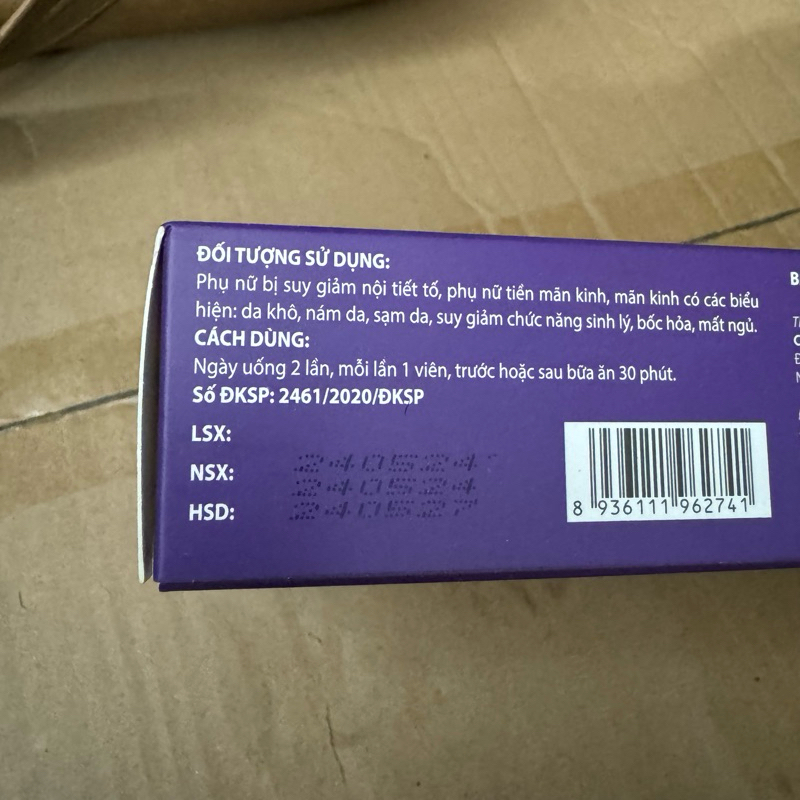 ĐỐI TƯỢNG SỬ DỤNG:
Phụ nữ bị suy giảm nội tiết tố, phụ nữ tiền mãn kinh, mãn kinh có các biểu
hiện: da khô, nám da, sạm da, suy giảm chức năng sinh lý, bốc hỏa, mất ngủ.
CÁCH DÙNG:
Ngày uống 2 lần, mỗi lần 1 viên, trước hoặc sau bữa ăn 30 phút.
Số ĐKSP: 2461/2020/ĐKSP
LSX: 240524
NSX: 240524
HSD: 240527
8 936111 962741